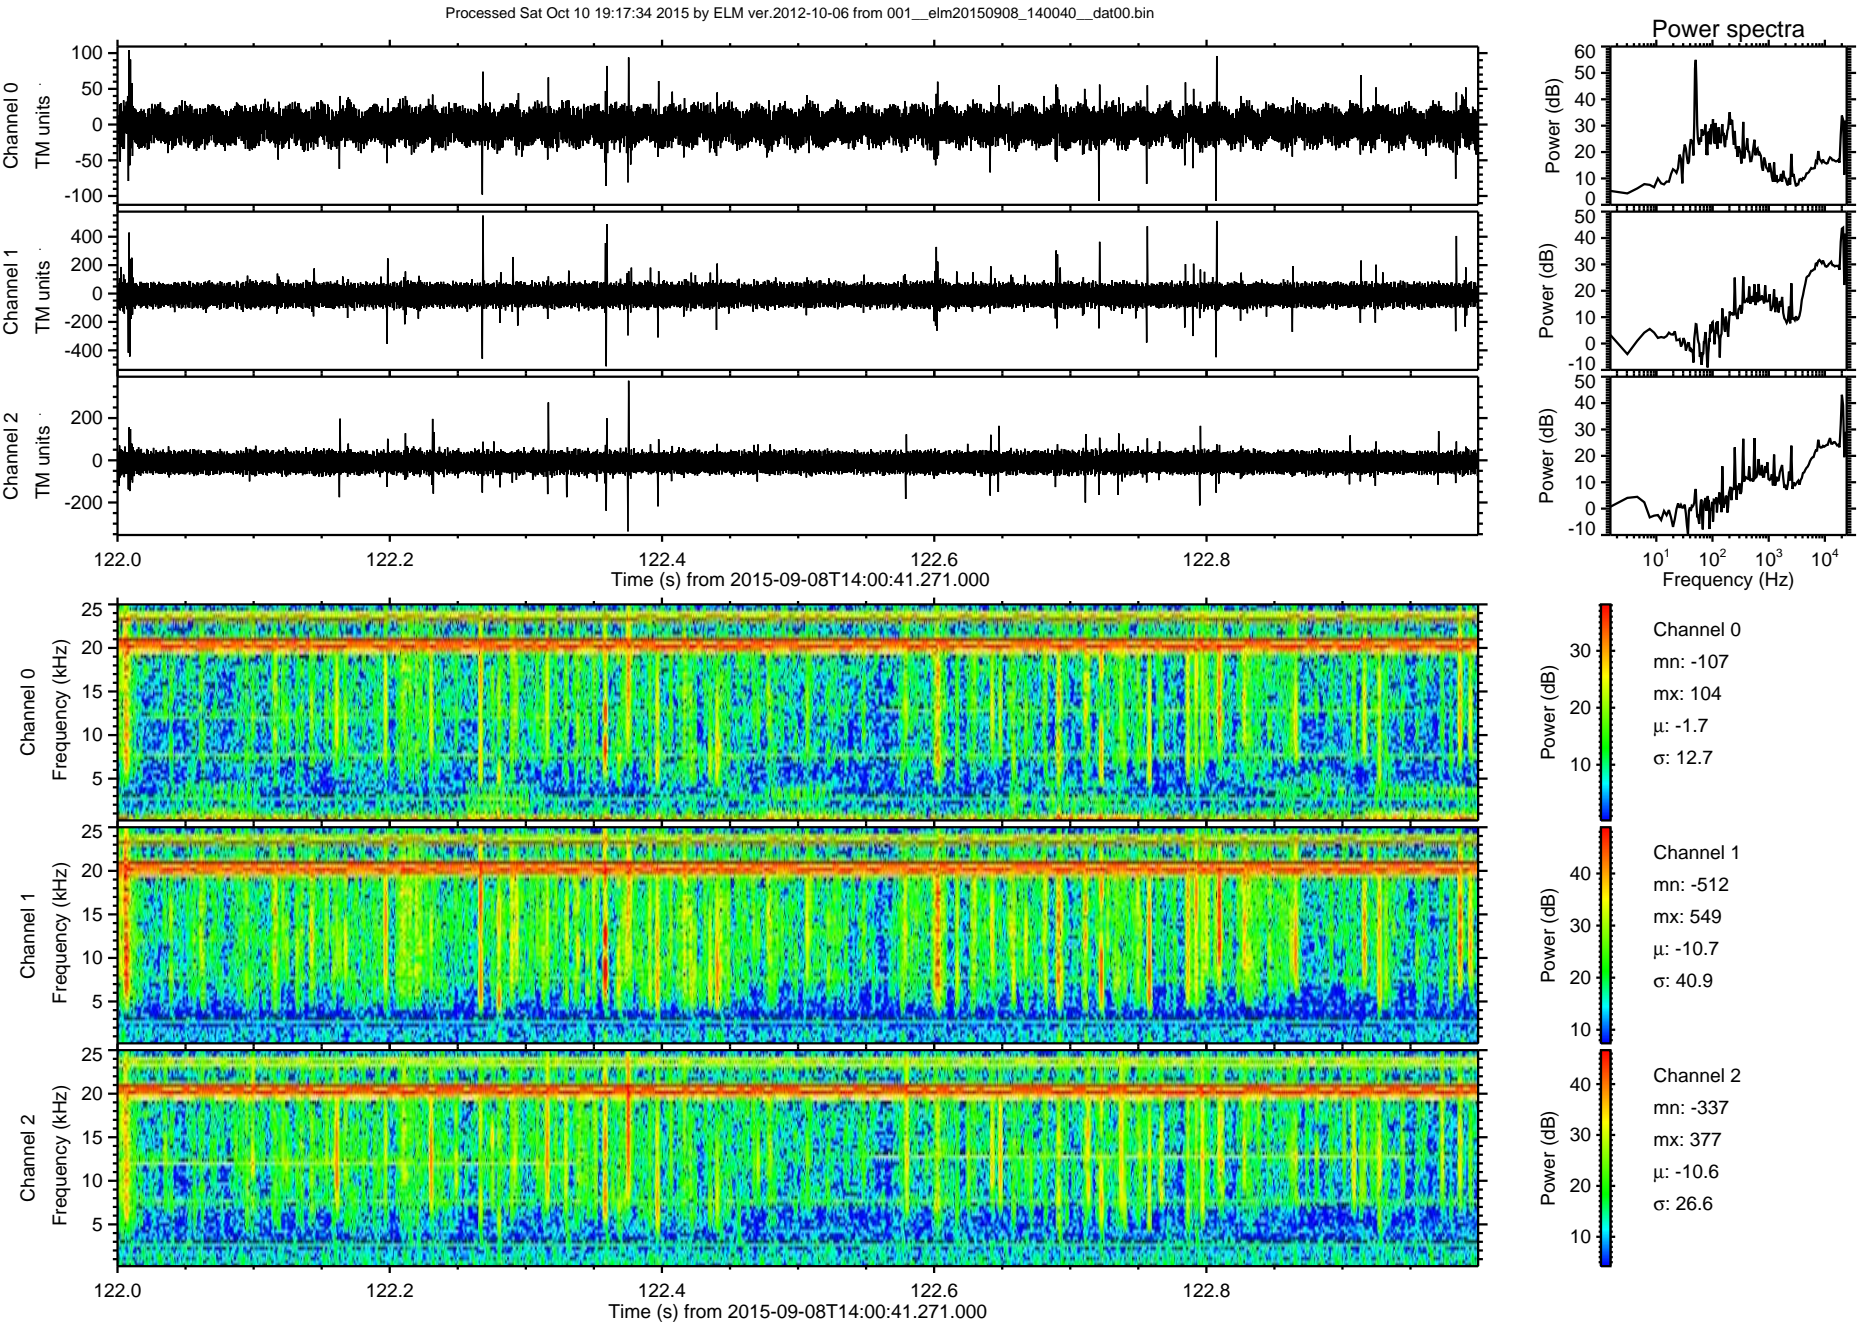 Processed Sat Oct 10 19:17:34 2015 by ELM ver.2012-10-06 from 001__elm20150908_140040__dat00.bin
Power spectra
Channel 0
TM units
100
50
0
-50
-100
Power (dB)
60
50
40
30
20
10
0
Channel 1
TM units
400
200
0
-200
-400
Power (dB)
50
40
30
20
10
0
-10
Channel 2
TM units
200
0
-200
Power (dB)
50
40
30
20
10
0
-10
122.0 122.2 122.4 122.6 122.8
Time (s) from 2015-09-08T14:00:41.271.000
10^1 10^2 10^3 10^4
Frequency (Hz)
Channel 0
Frequency (kHz)
25
20
15
10
5
Power (dB)
30
20
10
Channel 0
mn: -107
mx: 104
μ: -1.7
σ: 12.7
Channel 1
Frequency (kHz)
25
20
15
10
5
Power (dB)
40
30
20
10
Channel 1
mn: -512
mx: 549
μ: -10.7
σ: 40.9
Channel 2
Frequency (kHz)
25
20
15
10
5
Power (dB)
40
30
20
10
Channel 2
mn: -337
mx: 377
μ: -10.6
σ: 26.6
122.0 122.2 122.4 122.6 122.8
Time (s) from 2015-09-08T14:00:41.271.000